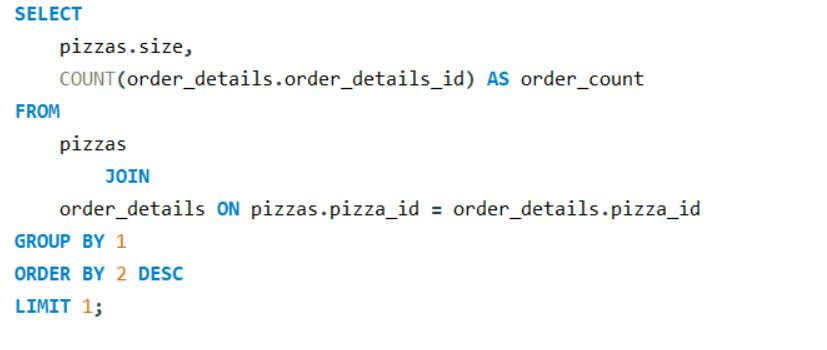 SELECT
pizzas.size,
COUNT(order_details.order_details_id) AS order_count
FROM
pizzas
JOIN
order_details ON pizzas.pizza_id = order_details.pizza_id
GROUP BY 1
ORDER BY 2 DESC
LIMIT 1;